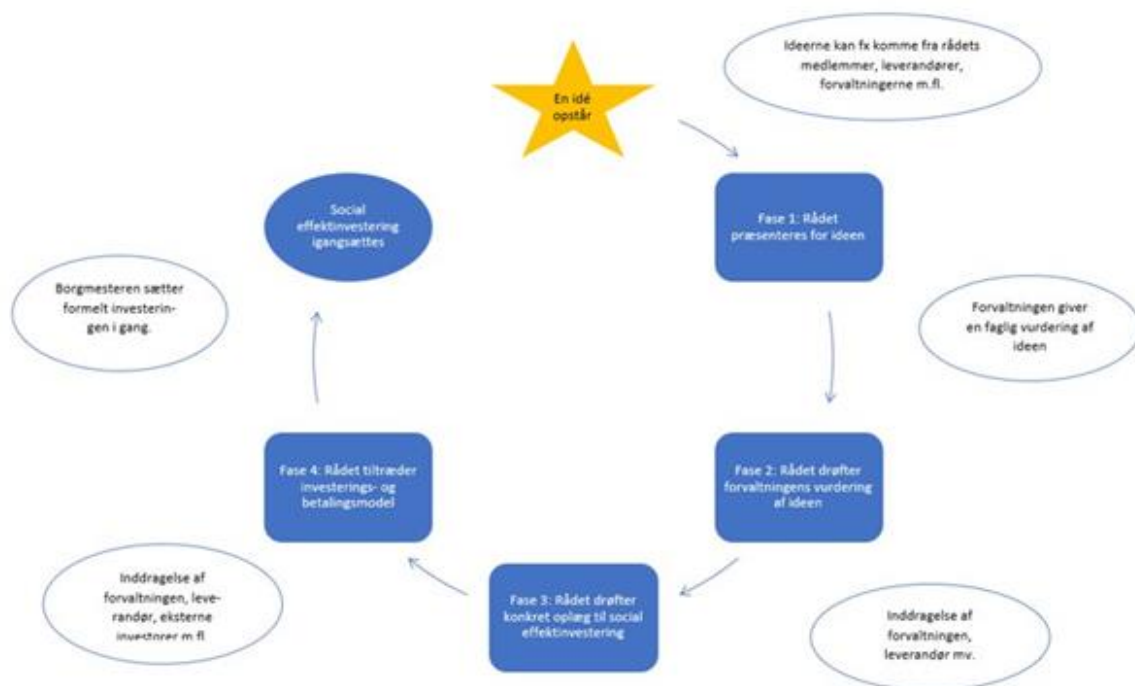 En idé
opstår
Ideerne kan fx komme fra rådets
medlemmer, leverandører,
forvaltningerne m.fl.
Fase 1: Rådet
præsenteres for ideen
Forvaltningen giver
en faglig vurdering af
ideen
Fase 2: Rådet drøfter
forvaltningens vurdering
af ideen
Inddragelse af
forvaltningen,
leverandør mv.
Fase 3: Rådet drøfter
konkret oplæg til social
effektinvestering
Inddragelse af
forvaltningen, leve-
randør, eksterne
investorer m.fl.
Fase 4: Rådet tiltræder
investerings- og
betalingsmodel
Borgmesteren sætter
formelt investerin-
gen i gang.
Social
effektinvestering
igangsættes